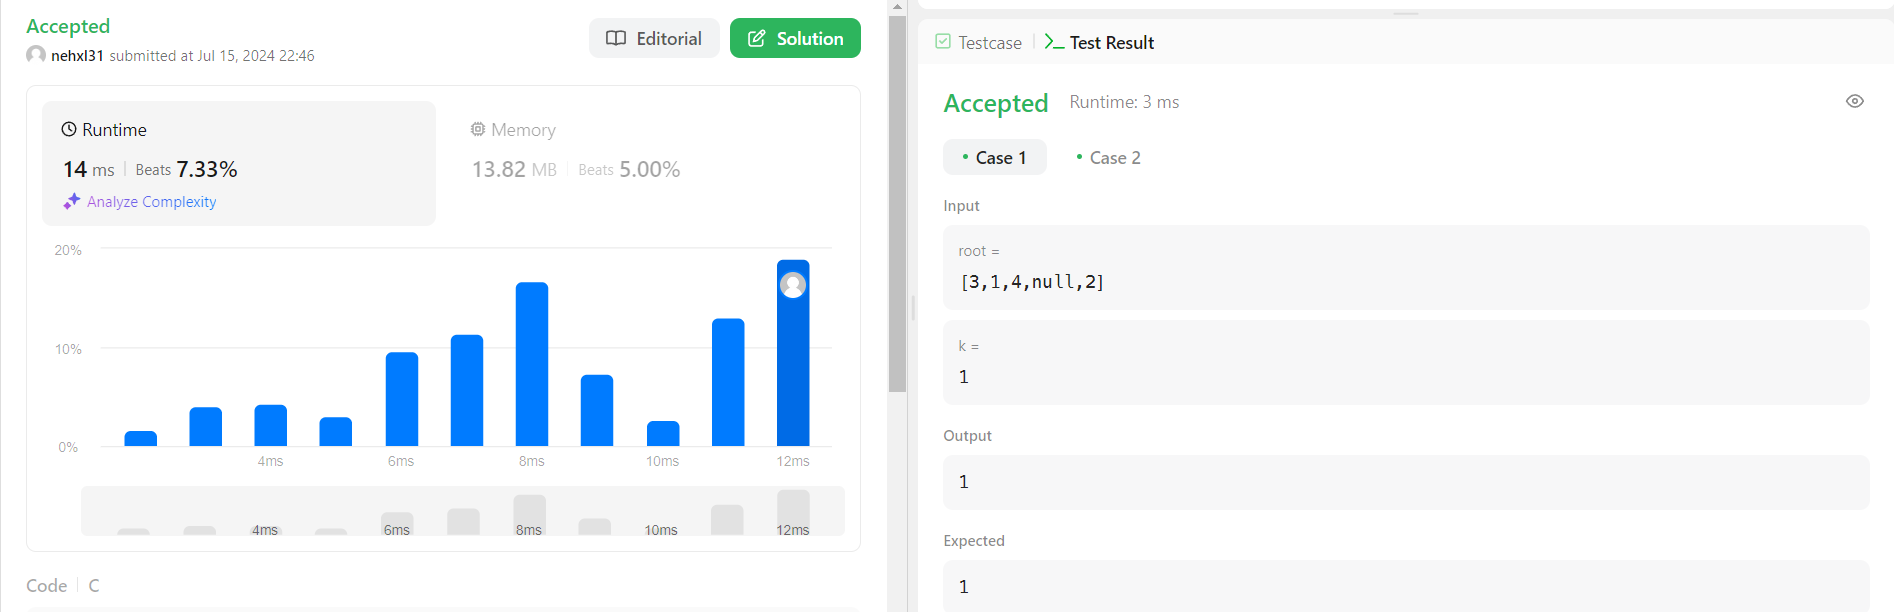 Accepted
nehxl31 submitted at Jul 15, 2024 22:46
Editorial
Solution
Runtime
14 ms | Beats 7.33%
Analyze Complexity
Memory
13.82 MB | Beats 5.00%
20%
10%
0%
4ms 6ms 8ms 10ms 12ms
4ms 6ms 8ms 10ms 12ms
Code | C
Testcase | >_ Test Result
Accepted Runtime: 3 ms
• Case 1 • Case 2
Input
root =
[3,1,4,null,2]
k =
1
Output
1
Expected
1